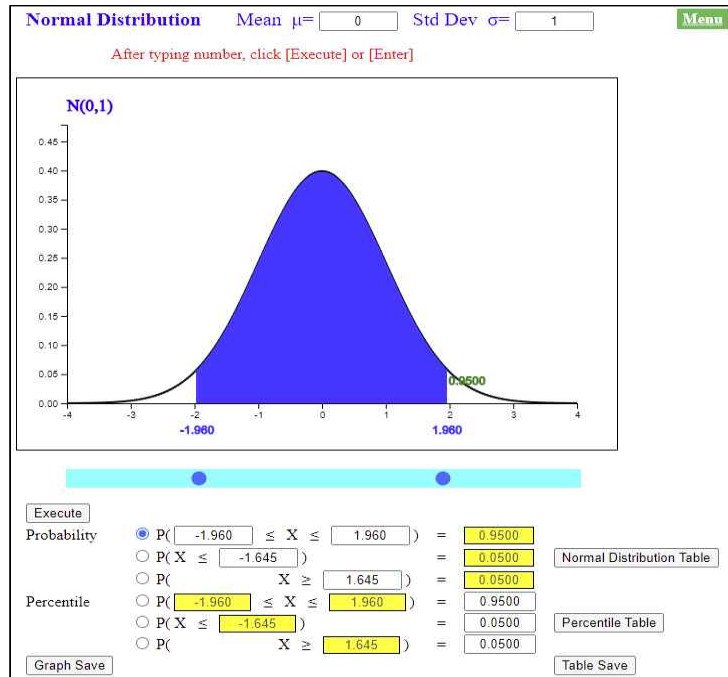 Normal Distribution Mean μ= 0 Std Dev σ= 1 Menu
After typing number, click [Execute] or [Enter]
N(0,1)
0.45
0.40
0.35
0.30
0.25
0.20
0.15
0.10
0.05
0.9500
0.00
-4 -3 -2 -1 0 1 2 3 4
-1.960 1.960
Execute
Probability P( -1.960 ≤ X ≤ 1.960 ) = 0.9500
P( X ≤ -1.645 ) = 0.0500 Normal Distribution Table
P( X ≥ 1.645 ) = 0.0500
Percentile P( -1.960 ≤ X ≤ 1.960 ) = 0.9500
P( X ≤ -1.645 ) = 0.0500 Percentile Table
P( X ≥ 1.645 ) = 0.0500
Graph Save Table Save